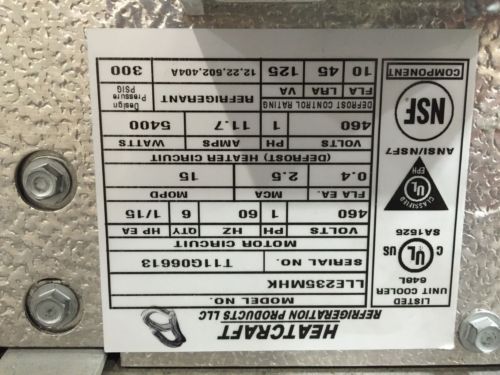 HEATCRAFT
REFRIGERATION PRODUCTS LLC
MODEL NO.
LLE235MHK
SERIAL NO. T11G06613
MOTOR CIRCUIT
VOLTS PH HZ QTY HP EA
460 1 60 6 1/15
FLA EA. MCA MOPD
0.4 2.5 15
(DEFROST) HEATER CIRCUIT
VOLTS PH AMPS WATTS
460 1 11.7 5400
DEFROST CONTROL RATING
FLA LRA VA REFRIGERANT Design Pressure PSIG
10 45 125 12,22,502,404A 300
LISTED
UNIT COOLER
646L
C UL US
SA1525
CLASSIFIED
UL
EPH
ANSI/NSF7
NSF
COMPONENT